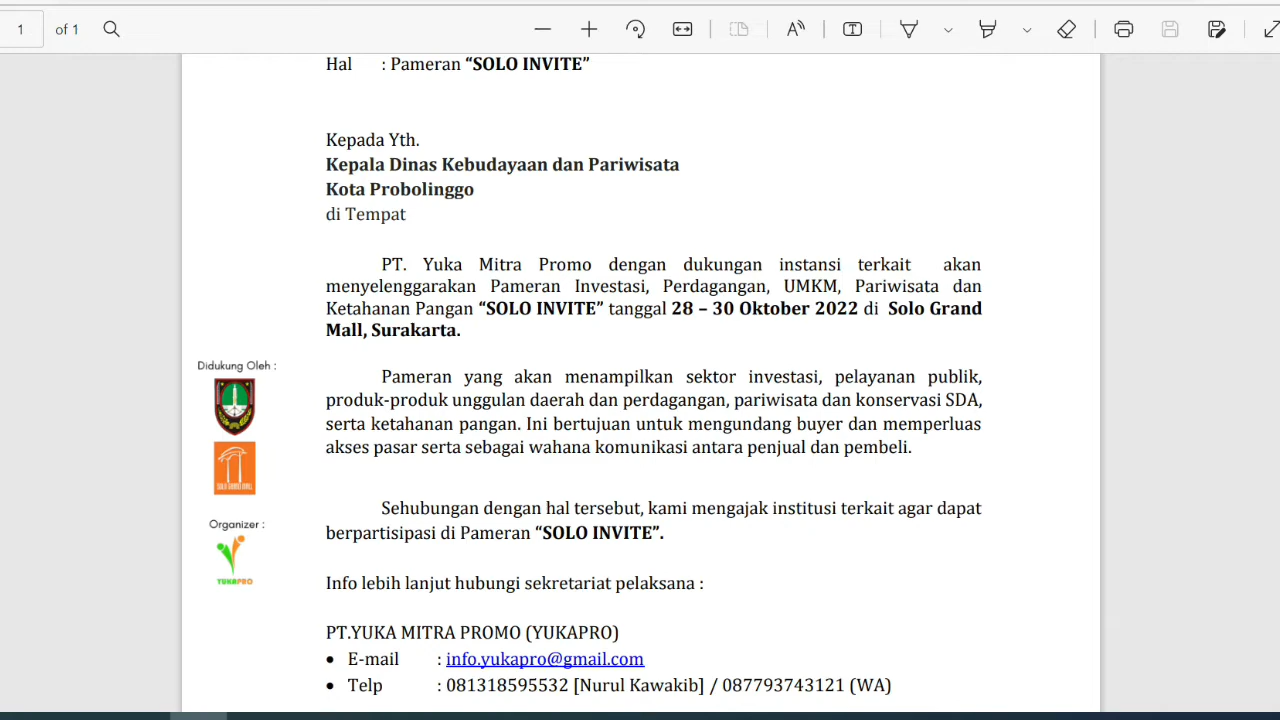 1 of 1
Hal : Pameran “SOLO INVITE”
Kepada Yth.
Kepala Dinas Kebudayaan dan Pariwisata
Kota Probolinggo
di Tempat
PT. Yuka Mitra Promo dengan dukungan instansi terkait akan
menyelenggarakan Pameran Investasi, Perdagangan, UMKM, Pariwisata dan
Ketahanan Pangan “SOLO INVITE” tanggal 28 – 30 Oktober 2022 di Solo Grand
Mall, Surakarta.
Didukung Oleh :
Pameran yang akan menampilkan sektor investasi, pelayanan publik,
produk-produk unggulan daerah dan perdagangan, pariwisata dan konservasi SDA,
serta ketahanan pangan. Ini bertujuan untuk mengundang buyer dan memperluas
akses pasar serta sebagai wahana komunikasi antara penjual dan pembeli.
Sehubungan dengan hal tersebut, kami mengajak institusi terkait agar dapat
berpartisipasi di Pameran “SOLO INVITE”.
Organizer :
YUKAPRO
Info lebih lanjut hubungi sekretariat pelaksana :
PT.YUKA MITRA PROMO (YUKAPRO)
• E-mail : info.yukapro@gmail.com
• Telp : 081318595532 [Nurul Kawakib] / 087793743121 (WA)